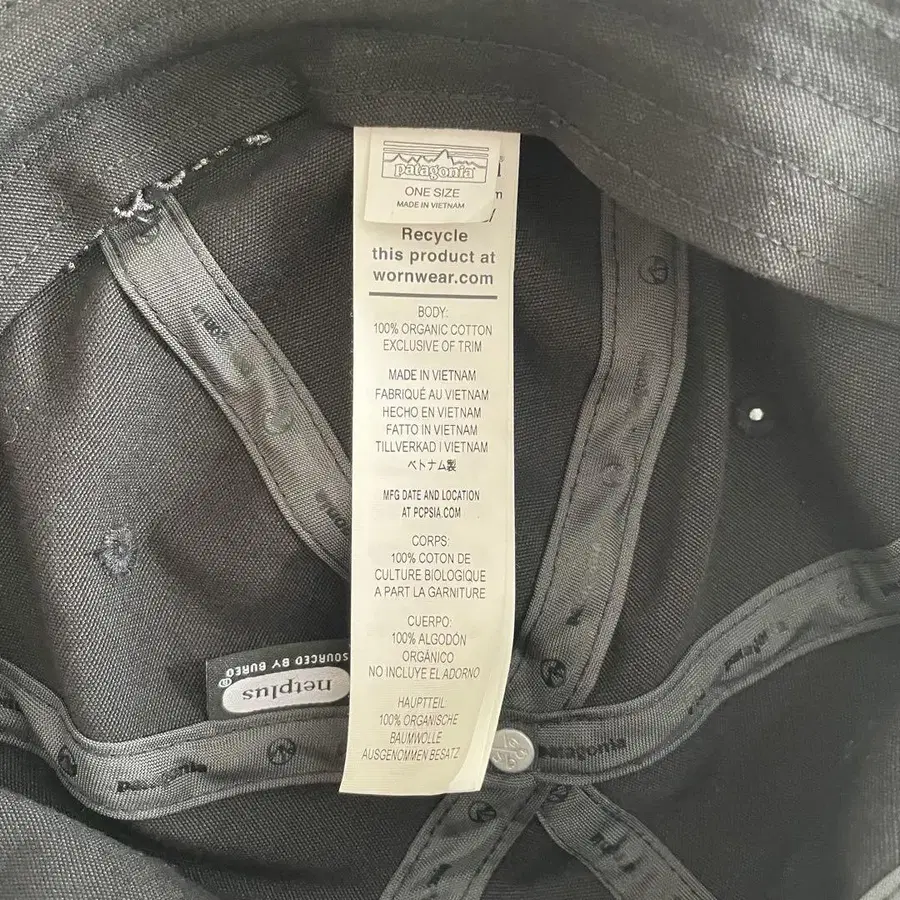 patagonia
ONE SIZE
MADE IN VIETNAM
Recycle
this product at
wornwear.com
BODY:
100% ORGANIC COTTON
EXCLUSIVE OF TRIM
MADE IN VIETNAM
FABRIQUÉ AU VIETNAM
HECHO EN VIETNAM
FATTO IN VIETNAM
TILLVERKAD I VIETNAM
ベトナム製
MFG DATE AND LOCATION
AT PCPSIA.COM
CORPS:
100% COTON DE
CULTURE BIOLOGIQUE
A PART LA GARNITURE
CUERPO:
100% ALGODÓN
ORGÁNICO
NO INCLUYE EL ADORNO
HAUPTTEIL:
100% ORGANISCHE
BAUMWOLLE
AUSGENOMMEN BESATZ
netplus®
SOURCED BY BUREO
patagonia
patagonia
patagonia